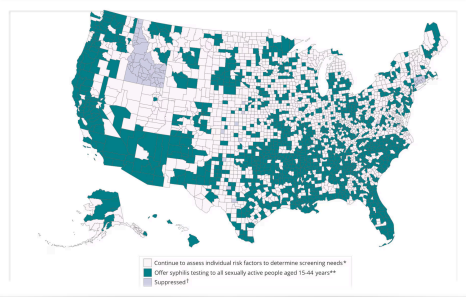 Continue to assess individual risk factors to determine screening needs*
Offer syphilis testing to all sexually active people aged 15-44 years**
Suppressed†